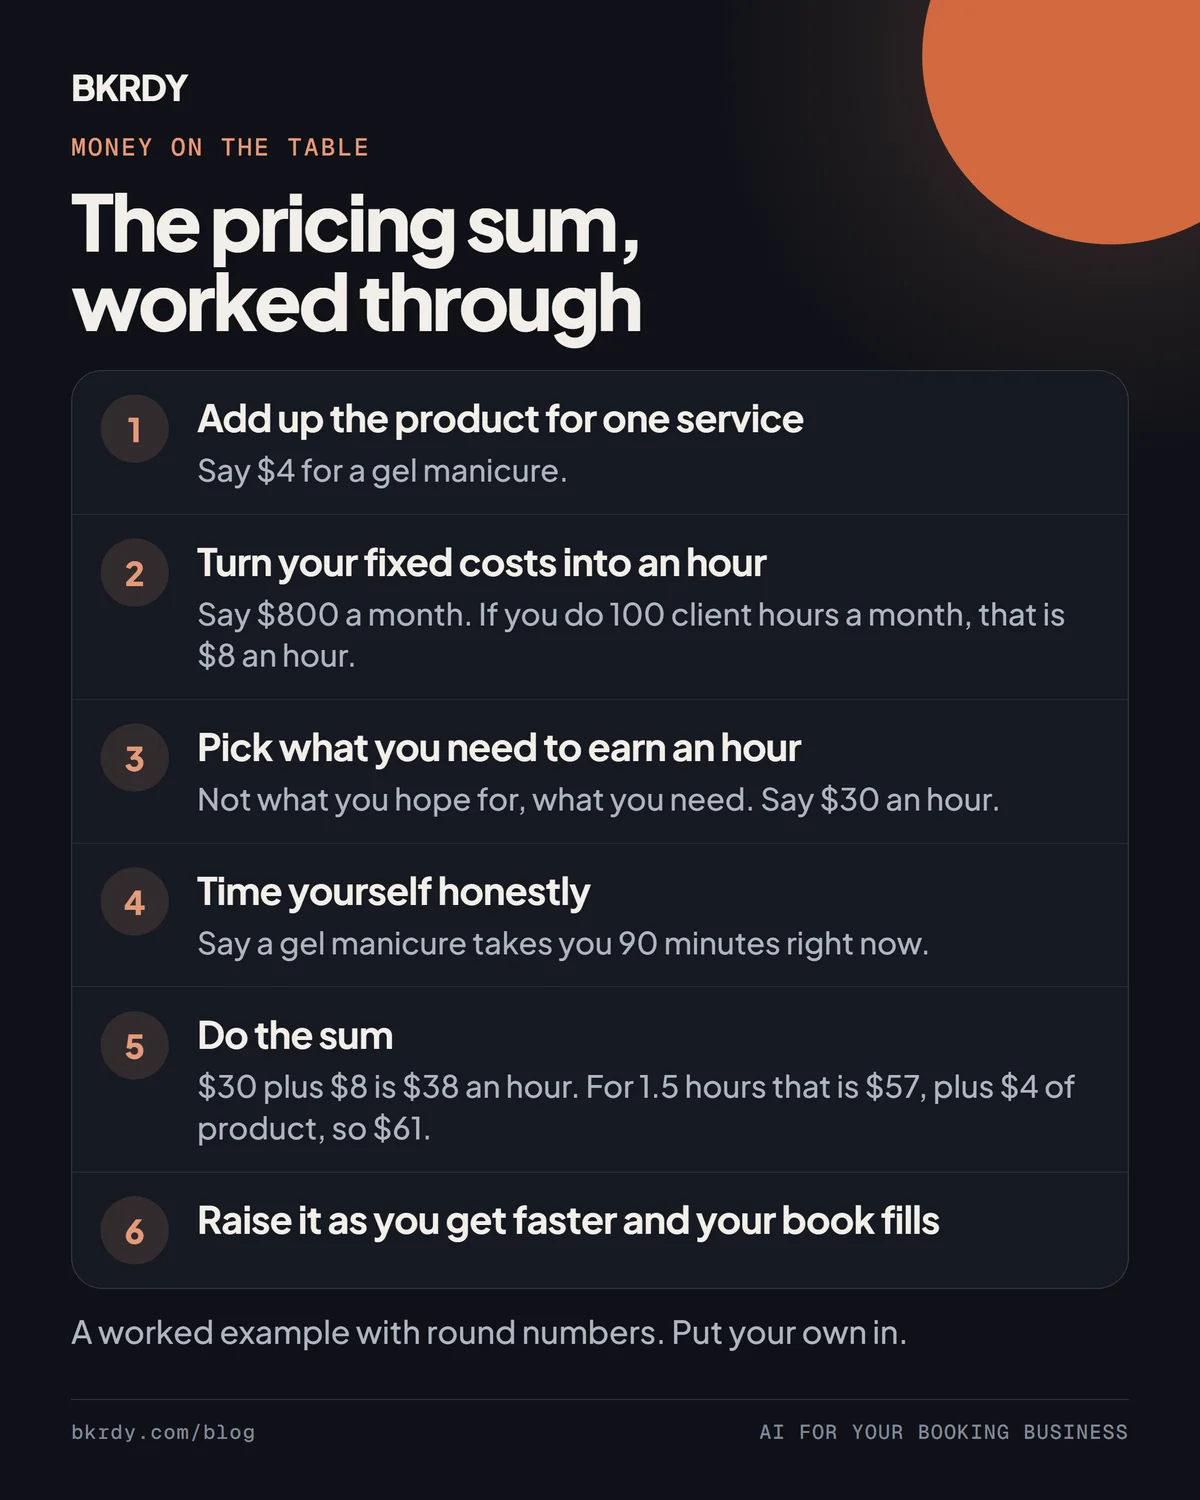 BKRDY
MONEY ON THE TABLE
The pricing sum,
worked through
1
Add up the product for one service
Say $4 for a gel manicure.
2
Turn your fixed costs into an hour
Say $800 a month. If you do 100 client hours a month, that is
$8 an hour.
3
Pick what you need to earn an hour
Not what you hope for, what you need. Say $30 an hour.
4
Time yourself honestly
Say a gel manicure takes you 90 minutes right now.
5
Do the sum
$30 plus $8 is $38 an hour. For 1.5 hours that is $57, plus $4 of
product, so $61.
6
Raise it as you get faster and your book fills
A worked example with round numbers. Put your own in.
bkrdy.com/blog
AI FOR YOUR BOOKING BUSINESS